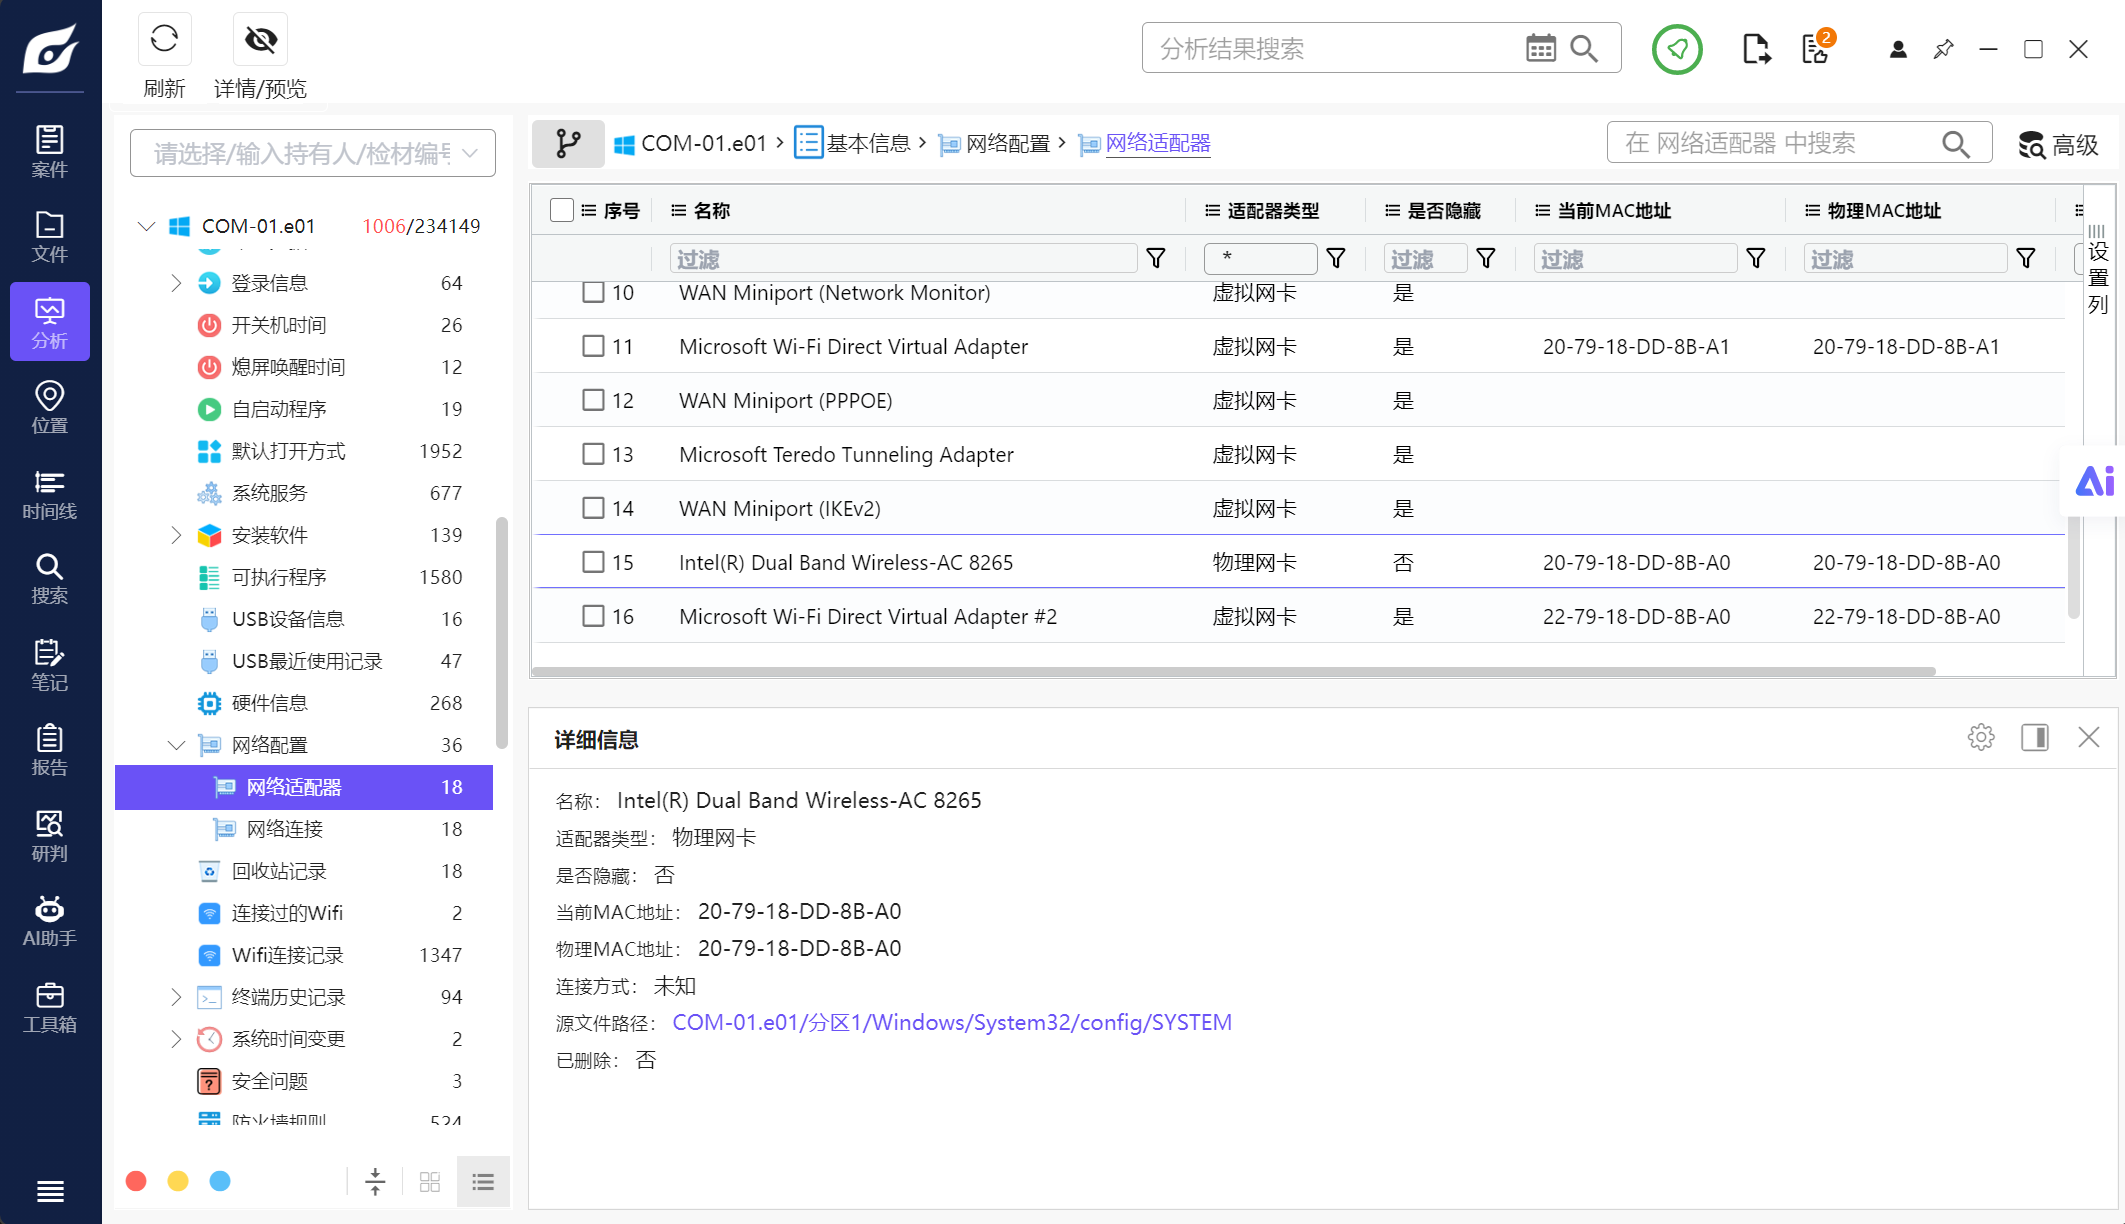 刷新
详情/预览
分析结果搜索
2
案件
文件
分析
位置
时间线
搜索
笔记
报告
研判
AI助手
工具箱
请选择/输入持有人/检材编号
COM-01.e01 1006/234149
登录信息 64
开关机时间 26
熄屏唤醒时间 12
自启动程序 19
默认打开方式 1952
系统服务 677
安装软件 139
可执行程序 1580
USB设备信息 16
USB最近使用记录 47
硬件信息 268
网络配置 36
网络适配器 18
网络连接 18
回收站记录 18
连接过的Wifi 2
Wifi连接记录 1347
终端历史记录 94
系统时间变更 2
安全问题 3
防火墙规则 524
COM-01.e01 > 基本信息 > 网络配置 > 网络适配器
在 网络适配器 中搜索
高级
序号 名称 适配器类型 是否隐藏 当前MAC地址 物理MAC地址
过滤 * 过滤 过滤 过滤
10 WAN Miniport (Network Monitor) 虚拟网卡 是
11 Microsoft Wi-Fi Direct Virtual Adapter 虚拟网卡 是 20-79-18-DD-8B-A1 20-79-18-DD-8B-A1
12 WAN Miniport (PPPOE) 虚拟网卡 是
13 Microsoft Teredo Tunneling Adapter 虚拟网卡 是
14 WAN Miniport (IKEv2) 虚拟网卡 是
15 Intel(R) Dual Band Wireless-AC 8265 物理网卡 否 20-79-18-DD-8B-A0 20-79-18-DD-8B-A0
16 Microsoft Wi-Fi Direct Virtual Adapter #2 虚拟网卡 是 22-79-18-DD-8B-A0 22-79-18-DD-8B-A0
设置列
Ai
详细信息
名称： Intel(R) Dual Band Wireless-AC 8265
适配器类型： 物理网卡
是否隐藏： 否
当前MAC地址： 20-79-18-DD-8B-A0
物理MAC地址： 20-79-18-DD-8B-A0
连接方式： 未知
源文件路径： COM-01.e01/分区1/Windows/System32/config/SYSTEM
已删除： 否